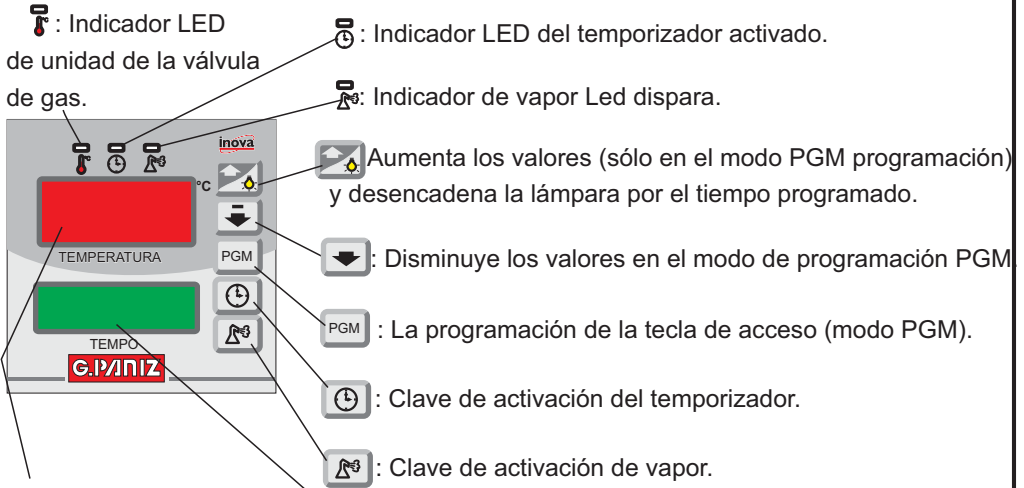 : Indicador LED
de unidad de la válvula
de gas.
: Indicador LED del temporizador activado.
: Indicador de vapor Led dispara.
inova
°C
Aumenta los valores (sólo en el modo PGM programación)
y desencadena la lámpara por el tiempo programado.
TEMPERATURA
PGM
: Disminuye los valores en el modo de programación PGM.
TEMPO
G.PANIZ
PGM : La programación de la tecla de acceso (modo PGM).
: Clave de activación del temporizador.
: Clave de activación de vapor.